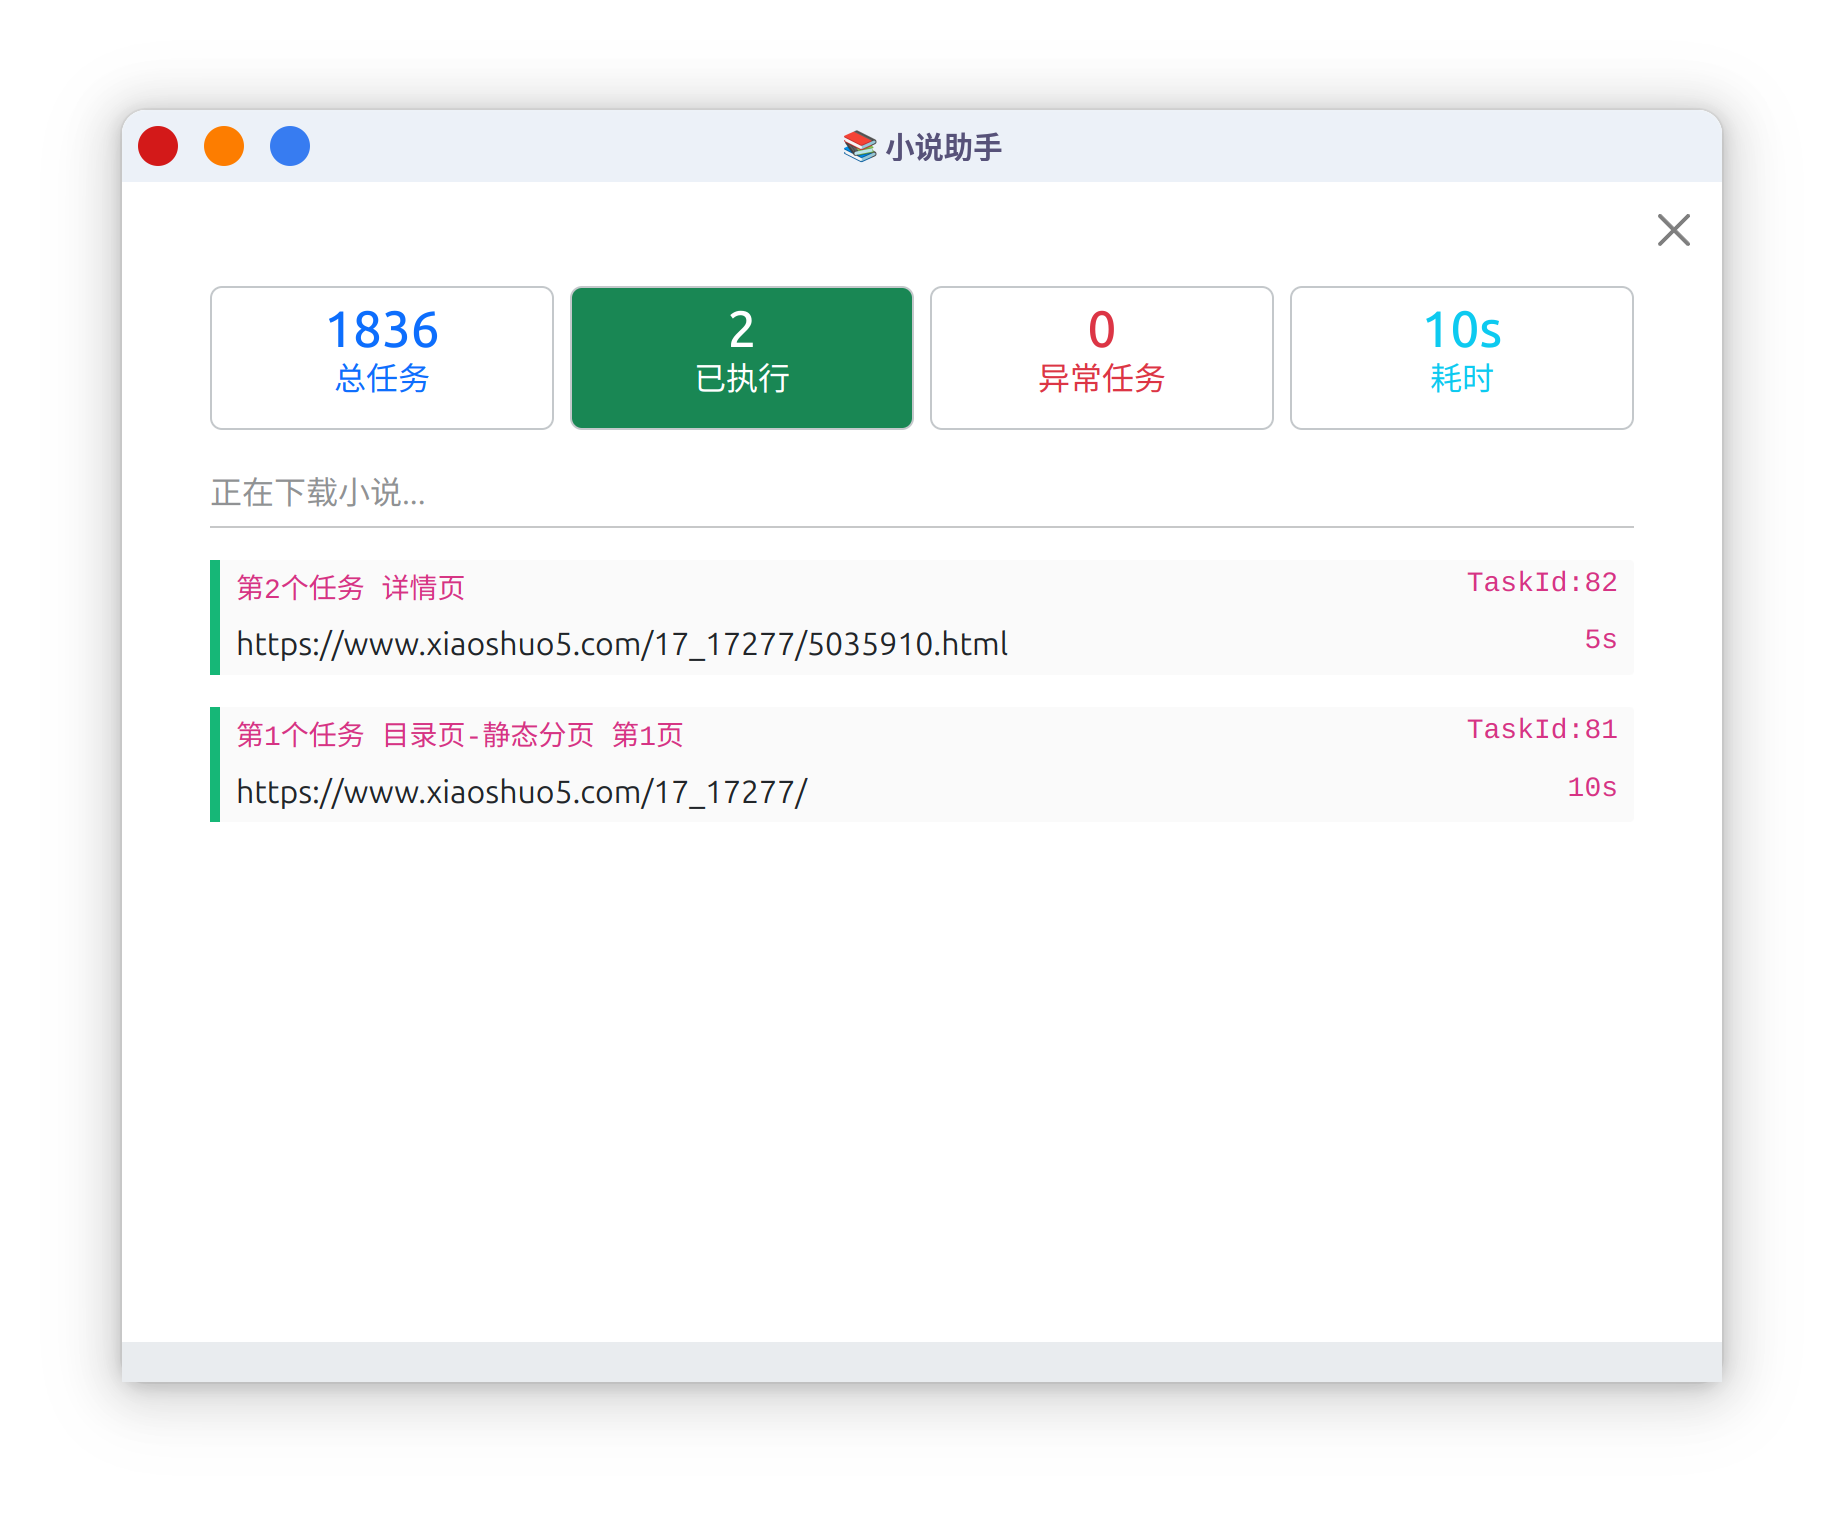 📚 小说助手
1836
总任务
2
已执行
0
异常任务
10s
耗时
正在下载小说...
第2个任务 详情页
TaskId:82
https://www.xiaoshuo5.com/17_17277/5035910.html
5s
第1个任务 目录页-静态分页 第1页
TaskId:81
https://www.xiaoshuo5.com/17_17277/
10s